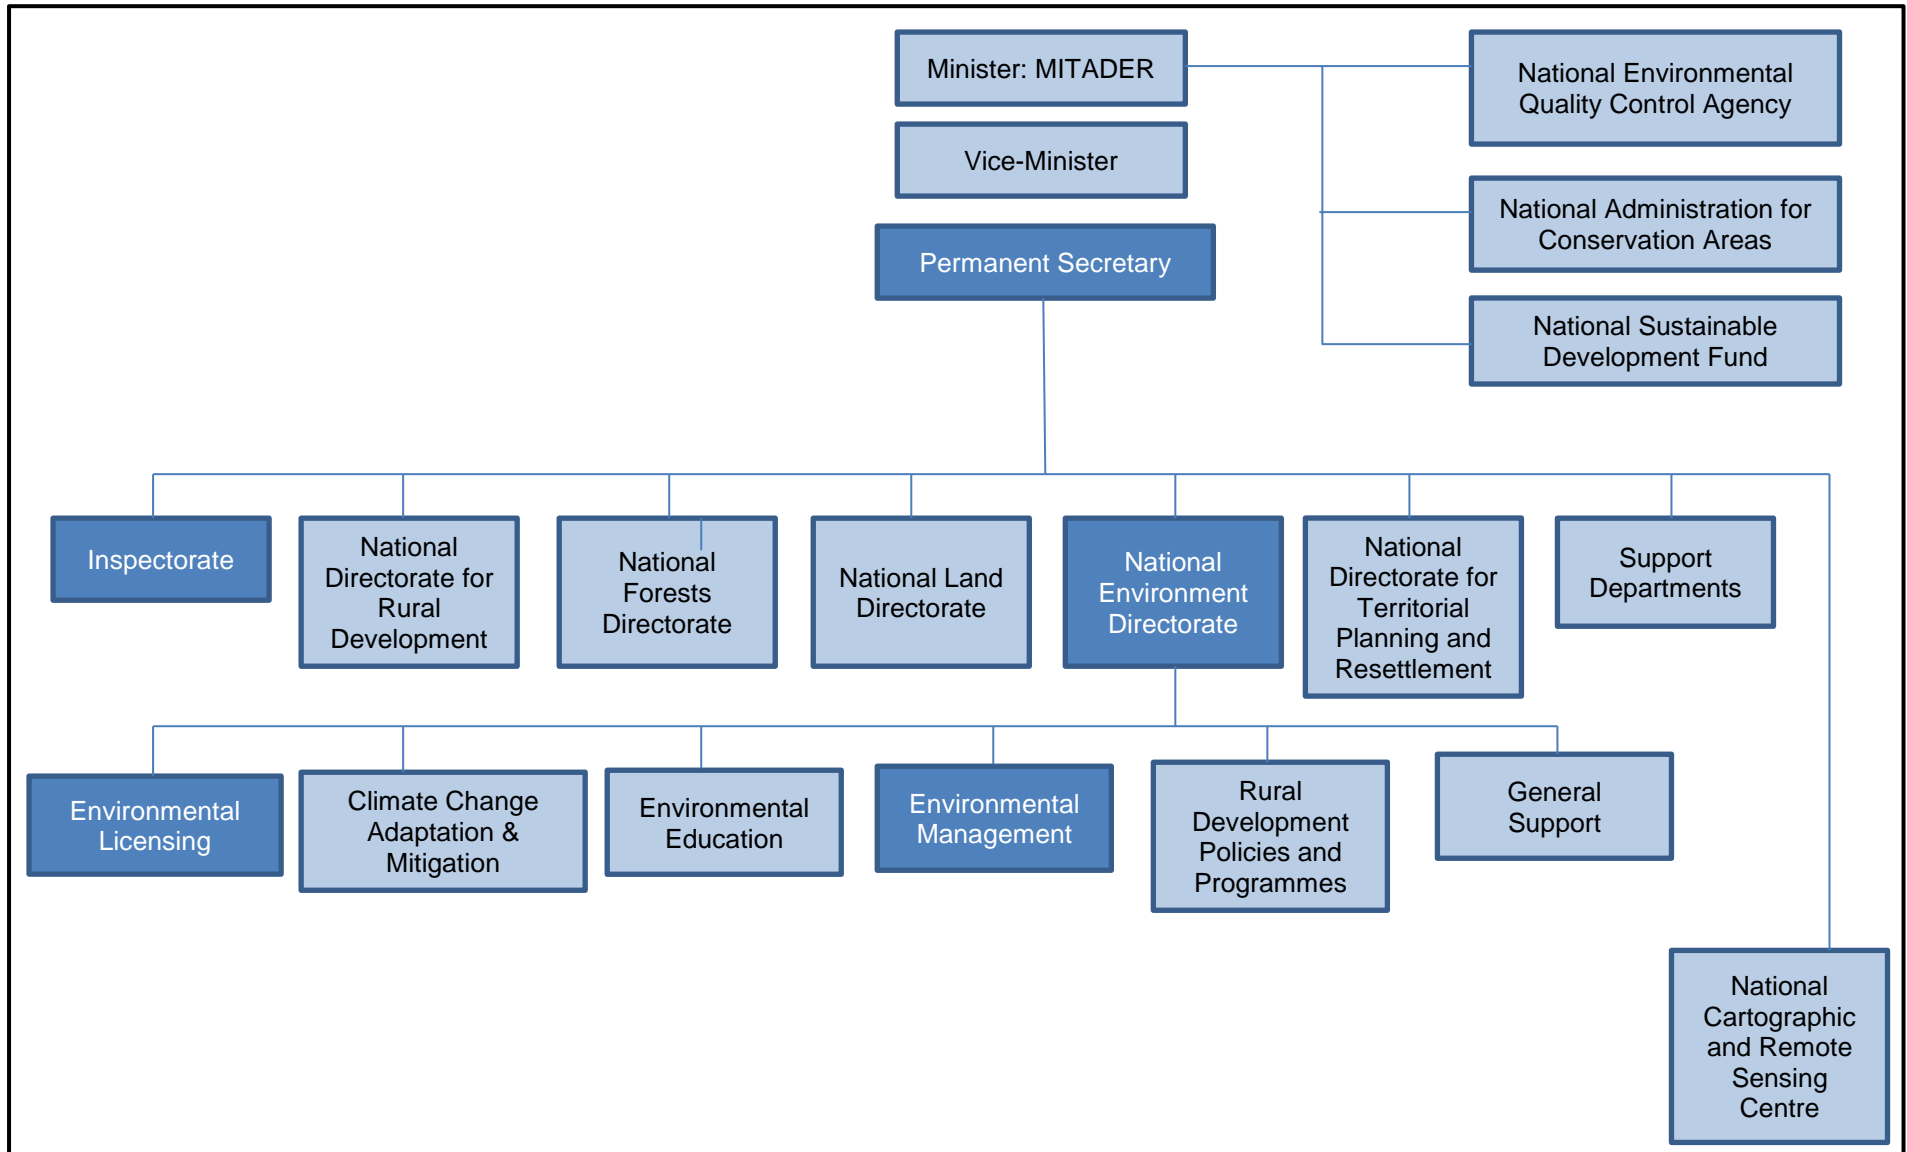 Minister: MITADER
National Environmental
Quality Control Agency
Vice-Minister
National Administration for
Conservation Areas
Permanent Secretary
National Sustainable
Development Fund
Inspectorate
National
Directorate for
Rural
Development
National
Forests
Directorate
National Land
Directorate
National
Environment
Directorate
National
Directorate for
Territorial
Planning and
Resettlement
Support
Departments
Environmental
Licensing
Climate Change
Adaptation &
Mitigation
Environmental
Education
Environmental
Management
Rural
Development
Policies and
Programmes
General
Support
National
Cartographic
and Remote
Sensing
Centre